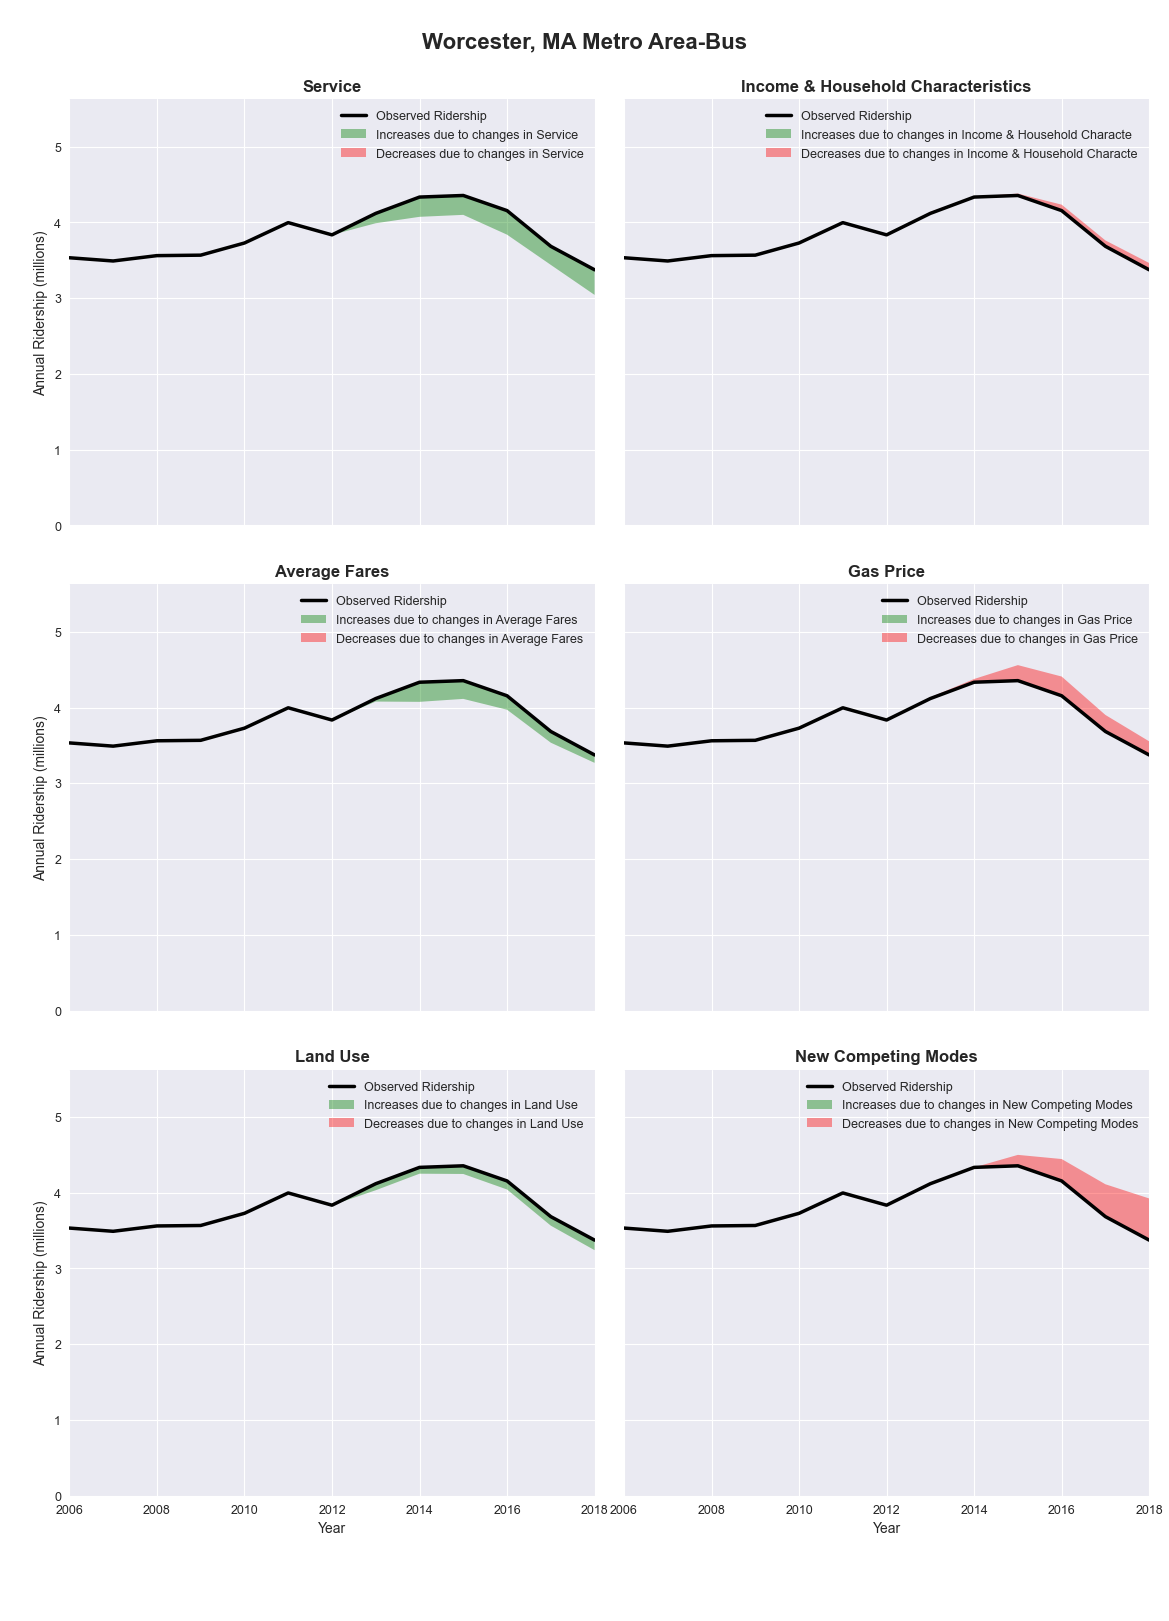 Worcester, MA Metro Area-Bus
Service
Observed Ridership
Increases due to changes in Service
Decreases due to changes in Service
Annual Ridership (millions)
5
4
3
2
1
0
Income & Household Characteristics
Observed Ridership
Increases due to changes in Income & Household Characte
Decreases due to changes in Income & Household Characte
Average Fares
Observed Ridership
Increases due to changes in Average Fares
Decreases due to changes in Average Fares
Annual Ridership (millions)
5
4
3
2
1
0
Gas Price
Observed Ridership
Increases due to changes in Gas Price
Decreases due to changes in Gas Price
Land Use
Observed Ridership
Increases due to changes in Land Use
Decreases due to changes in Land Use
Annual Ridership (millions)
5
4
3
2
1
0
2006 2008 2010 2012 2014 2016 2018
Year
New Competing Modes
Observed Ridership
Increases due to changes in New Competing Modes
Decreases due to changes in New Competing Modes
2006 2008 2010 2012 2014 2016 2018
Year